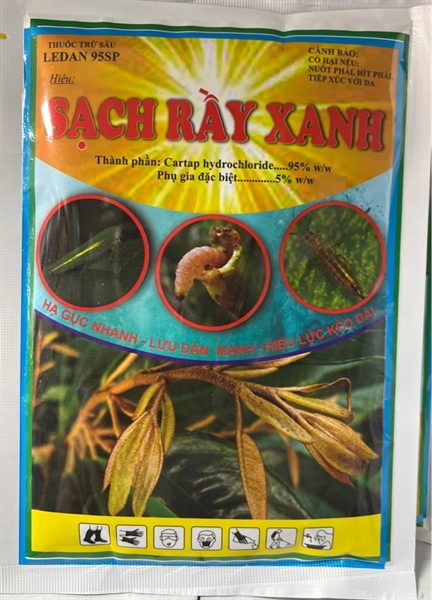 THUỐC TRỪ SÂU
LEDAN 95SP
Hiệu:
CẢNH BÁO:
CÓ HẠI NẾU:
NUỐT PHẢI, HÍT PHẢI,
TIẾP XÚC VỚI DA
SẠCH RẦY XANH
Thành phần: Cartap hydrochloride.....95% w/w
Phụ gia đặc biệt.............5% w/w
HẠ GỤC NHANH - LƯU DẪN MẠNH - HIỆU LỰC KÉO DÀI